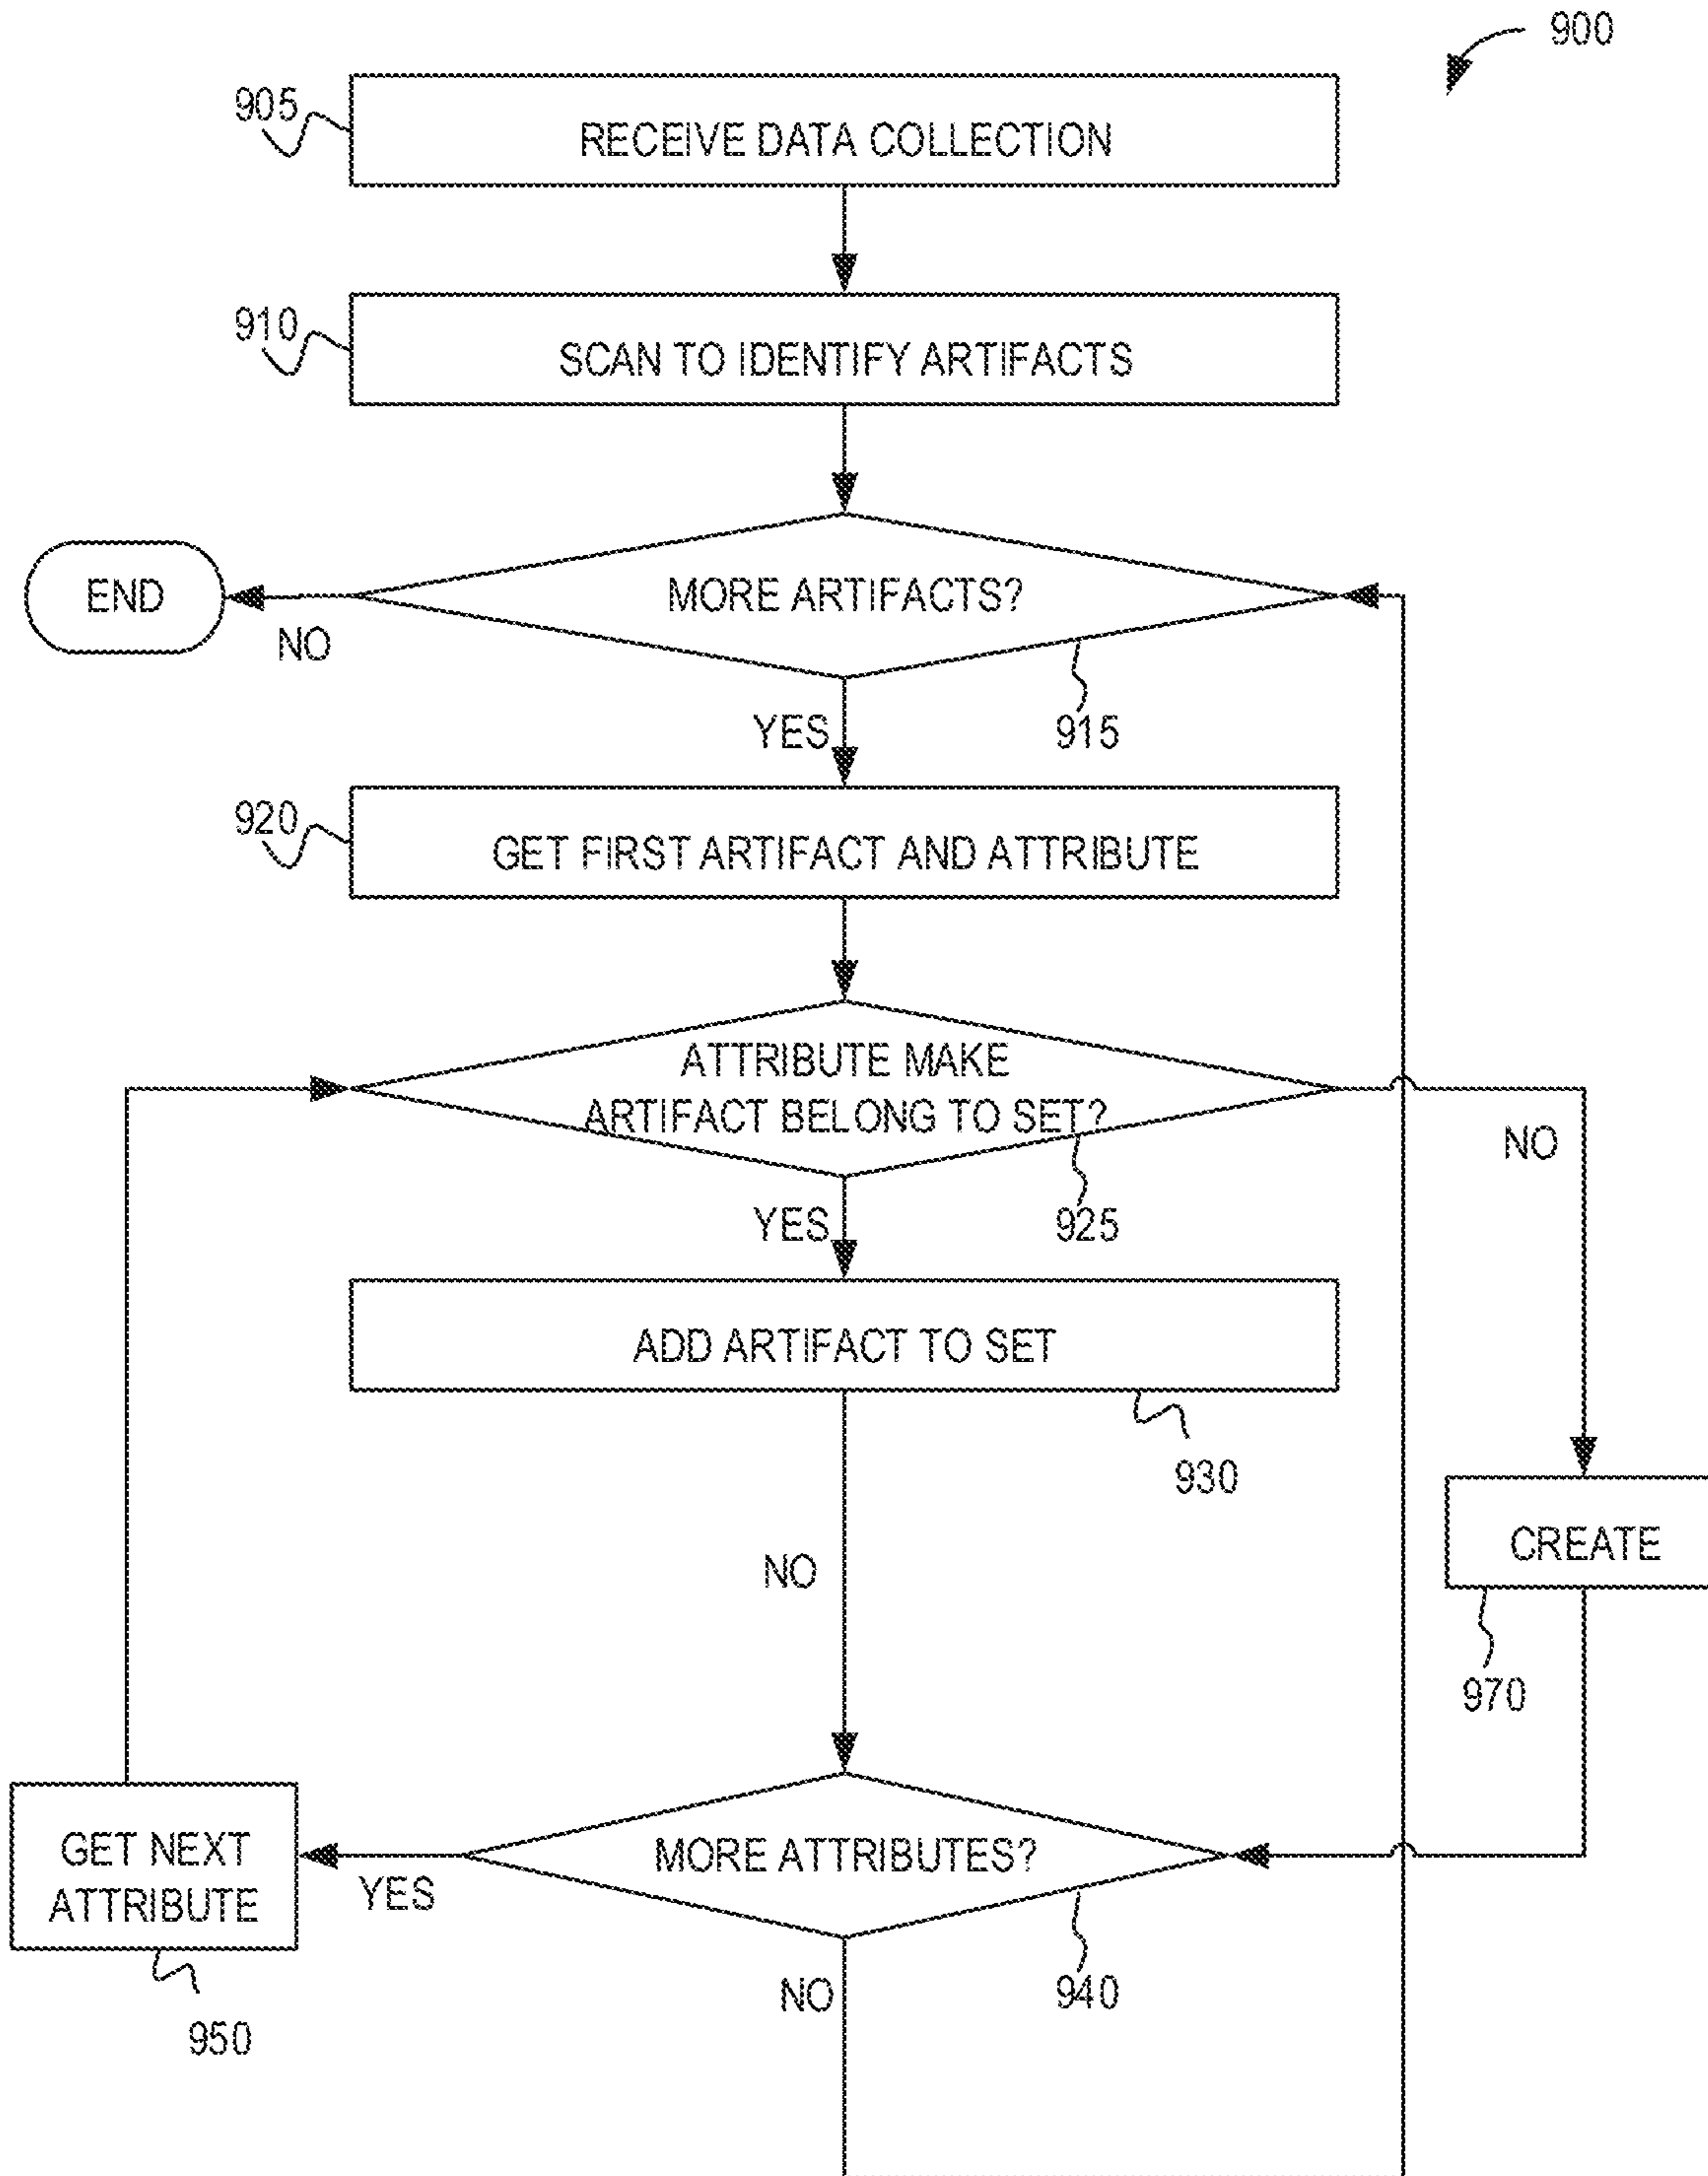 900
905
RECEIVE DATA COLLECTION
910
SCAN TO IDENTIFY ARTIFACTS
MORE ARTIFACTS?
END
NO
YES
915
920
GET FIRST ARTIFACT AND ATTRIBUTE
ATTRIBUTE MAKE
ARTIFACT BELONG TO SET?
NO
YES
925
ADD ARTIFACT TO SET
930
CREATE
NO
970
GET NEXT
ATTRIBUTE
MORE ATTRIBUTES?
YES
NO
940
950